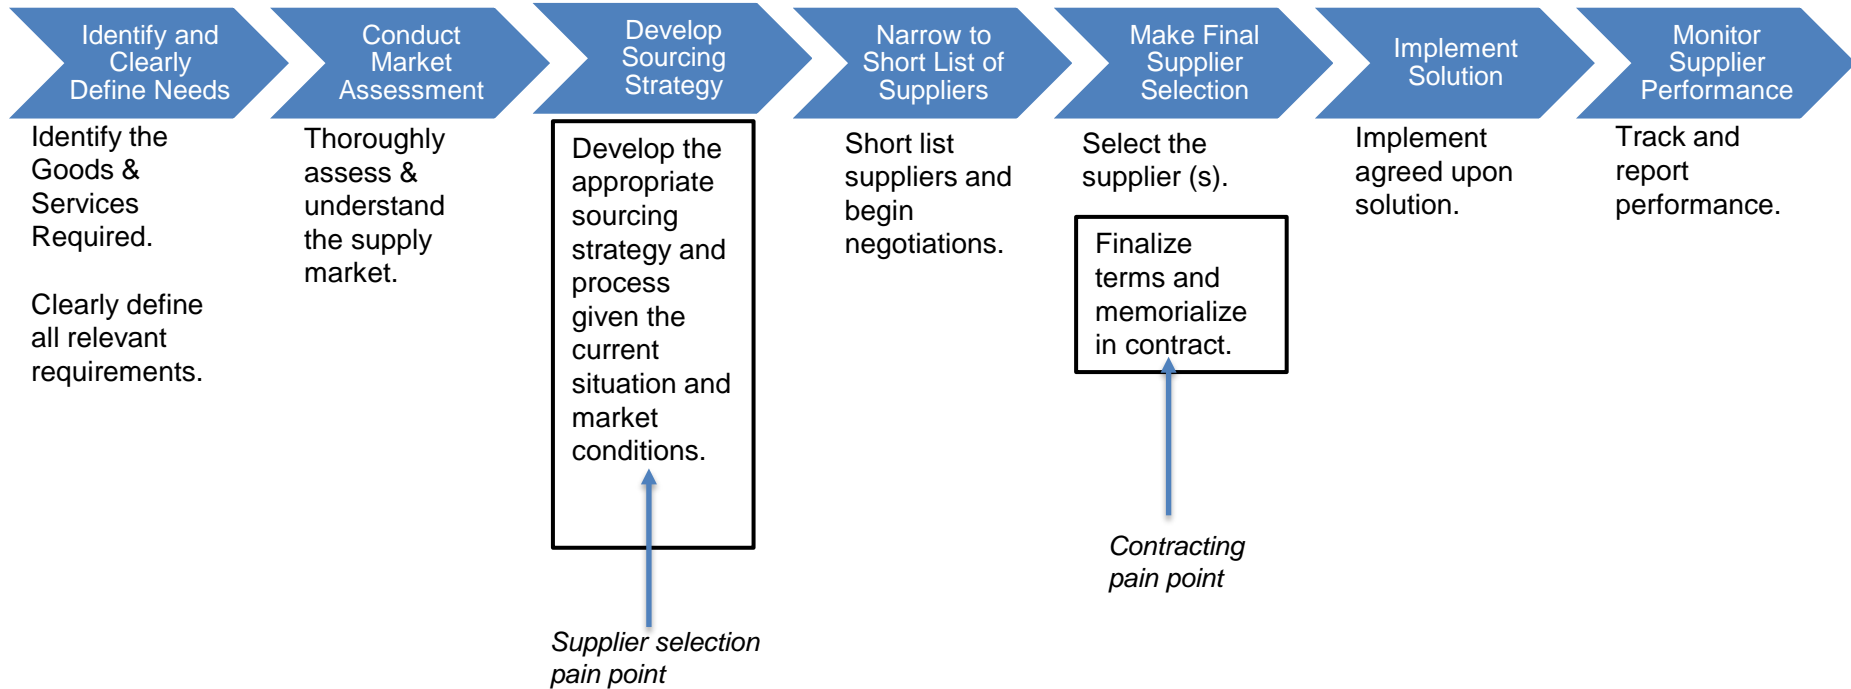 Identify and
Clearly
Define Needs
Conduct
Market
Assessment
Develop
Sourcing
Strategy
Narrow to
Short List of
Suppliers
Make Final
Supplier
Selection
Implement
Solution
Monitor
Supplier
Performance
Identify the
Goods &
Services
Required.
Clearly define
all relevant
requirements.
Thoroughly
assess &
understand
the supply
market.
Develop the
appropriate
sourcing
strategy and
process
given the
current
situation and
market
conditions.
Short list
suppliers and
begin
negotiations.
Select the
supplier (s).
Finalize
terms and
memorialize
in contract.
Implement
agreed upon
solution.
Track and
report
performance.
Supplier selection
pain point
Contracting
pain point